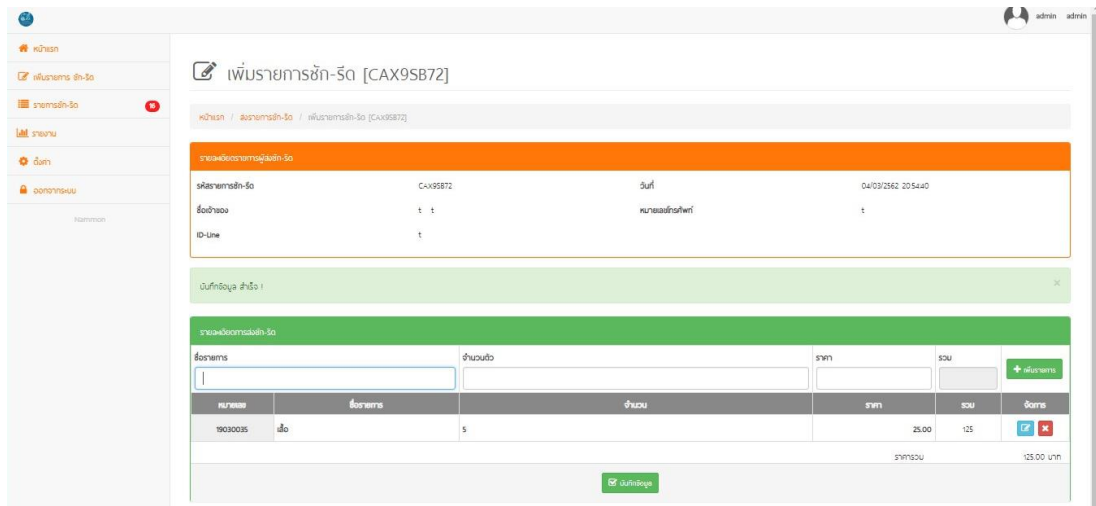 admin admin
หน้าแรก
เพิ่มรายการ ซัก-รีด
รายการซัก-รีด 16
รายงาน
ตั้งค่า
ออกจากระบบ
Nammon
เพิ่มรายการซัก-รีด [CAX9SB72]
หน้าแรก / ส่งรายการซัก-รีด / เพิ่มรายการซัก-รีด [CAX9SB72]
รายละเอียดรายการผู้ส่งซัก-รีด
รหัสรายการซัก-รีด CAX9SB72 วันที่ 04/03/2562 20:54:40
ชื่อเจ้าของ t t หมายเลขโทรศัพท์ t
ID-Line t
บันทึกข้อมูล สำเร็จ !
รายละเอียดการส่งซัก-รีด
ชื่อรายการ จำนวนตัว ราคา รวม
เพิ่มรายการ
หมายเลข ชื่อรายการ จำนวน ราคา รวม จัดการ
19030035 เสื้อ 5 25.00 125
ราคารวม 125.00 บาท
บันทึกข้อมูล